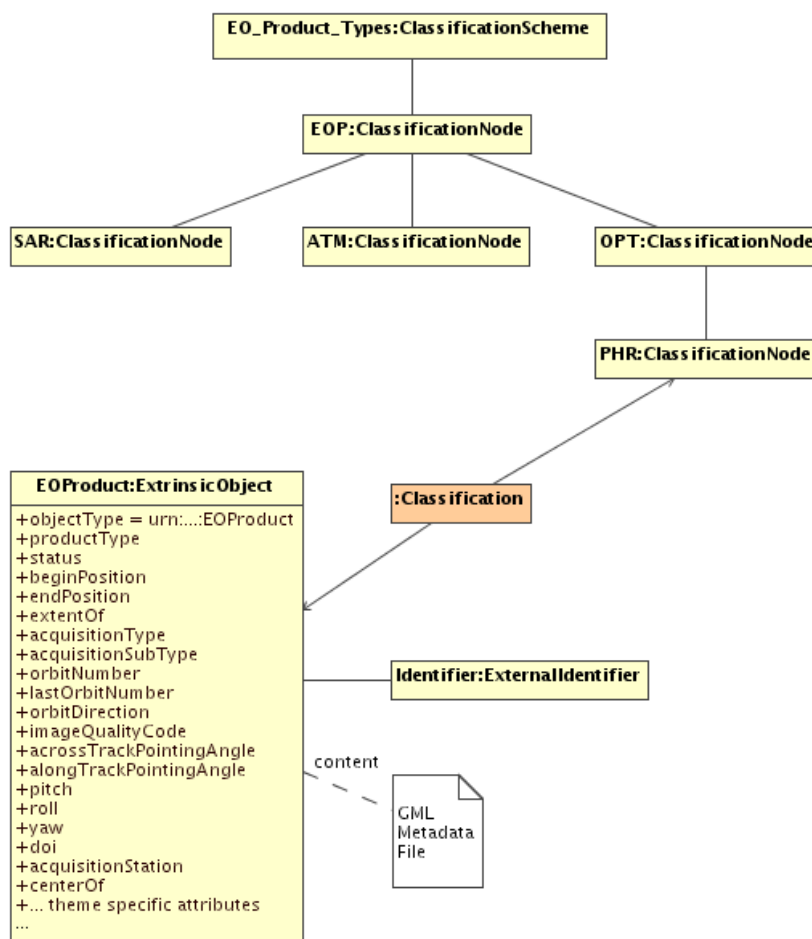 EO_Product_Types:ClassificationScheme
EOP:ClassificationNode
SAR:ClassificationNode
ATM:ClassificationNode
OPT:ClassificationNode
PHR:ClassificationNode
EOProduct:ExtrinsicObject
:Classification
+objectType = urn:...:EOProduct
+productType
+status
+beginPosition
+endPosition
+extentOf
+acquisitionType
+acquisitionSubType
+orbitNumber
+lastOrbitNumber
+orbitDirection
+imageQualityCode
+acrossTrackPointingAngle
+alongTrackPointingAngle
+pitch
+roll
+yaw
+doi
+acquisitionStation
+centerOf
+... theme specific attributes
...
Identifier:ExternalIdentifier
content
GML
Metadata
File